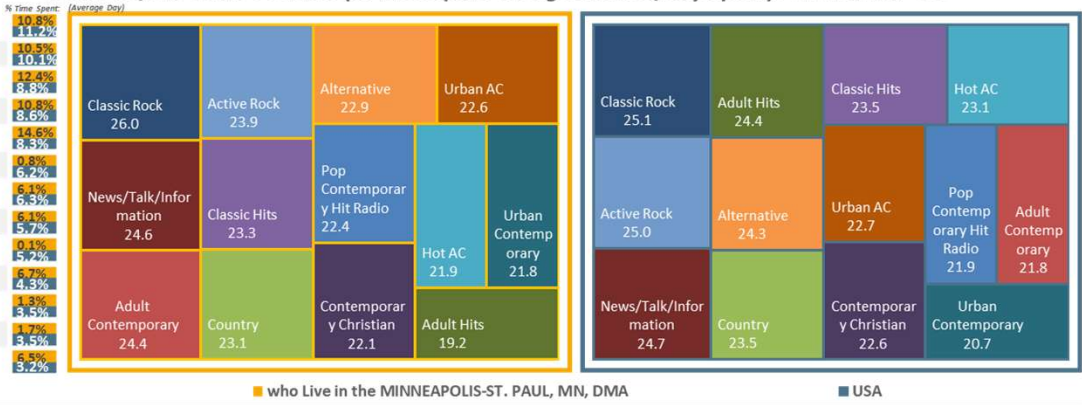 % Time Spent: (Average Day)
10.8%
11.2%
10.5%
10.1%
12.4%
8.8%
10.8%
8.6%
14.6%
8.3%
0.8%
6.2%
6.1%
6.3%
6.1%
5.7%
0.1%
5.2%
6.7%
4.3%
1.3%
3.5%
1.7%
3.5%
6.5%
3.2%
Classic Rock
26.0
Active Rock
23.9
Alternative
22.9
Urban AC
22.6
News/Talk/Infor
mation
24.6
Classic Hits
23.3
Pop
Contemporar
y Hit Radio
22.4
Hot AC
21.9
Urban
Contemp
orary
21.8
Adult
Contemporary
24.4
Country
23.1
Contemporar
y Christian
22.1
Adult Hits
19.2
Classic Rock
25.1
Adult Hits
24.4
Classic Hits
23.5
Hot AC
23.1
Active Rock
25.0
Alternative
24.3
Urban AC
22.7
Pop
Contemp
orary Hit
Radio
21.9
Adult
Contemp
orary
21.8
News/Talk/Infor
mation
24.7
Country
23.5
Contemporar
y Christian
22.6
Urban
Contemporary
20.7
who Live in the MINNEAPOLIS-ST. PAUL, MN, DMA
USA